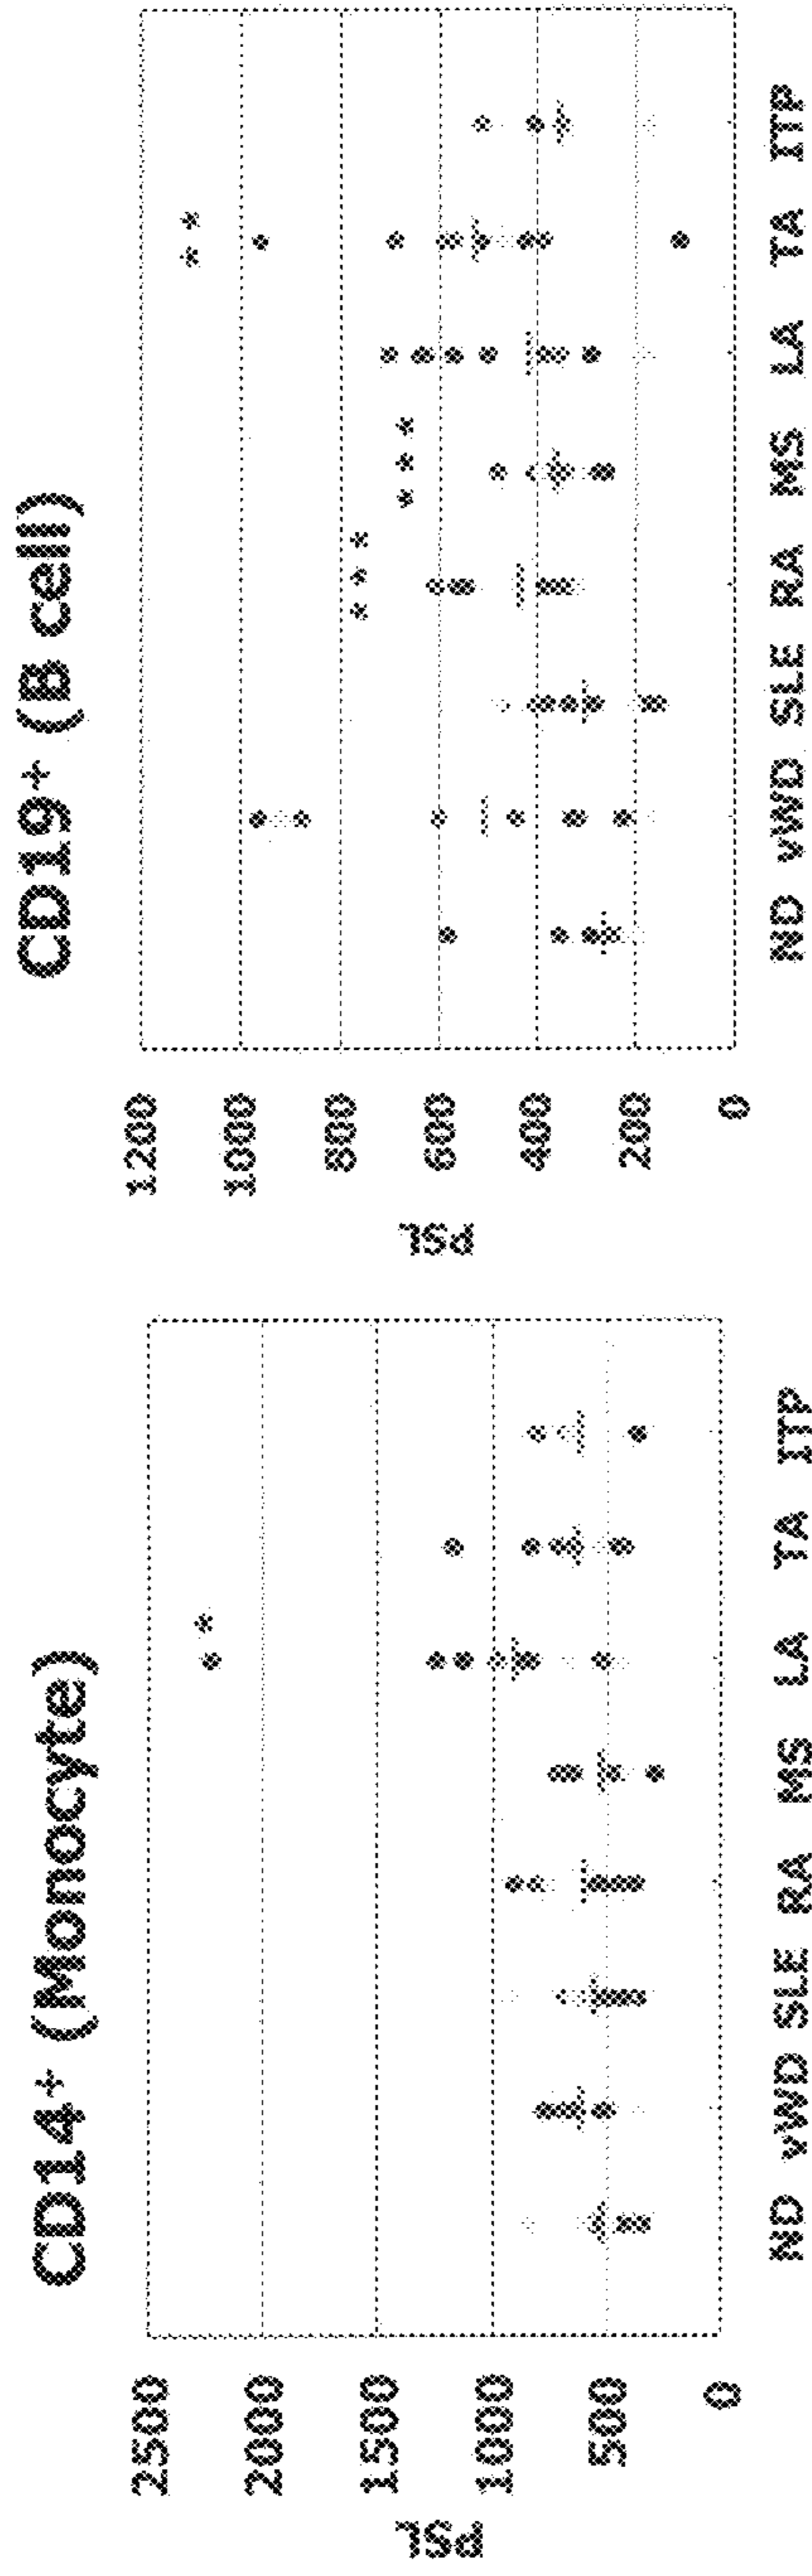 CD14+ (Monocyte)
PSL
2500
2000
1500
1000
500
0
*
ND vWD SLE RA MS LA TA ITP
CD19+ (B cell)
PSL
1200
1000
800
600
400
200
0
***
***
**
ND vWD SLE RA MS LA TA ITP